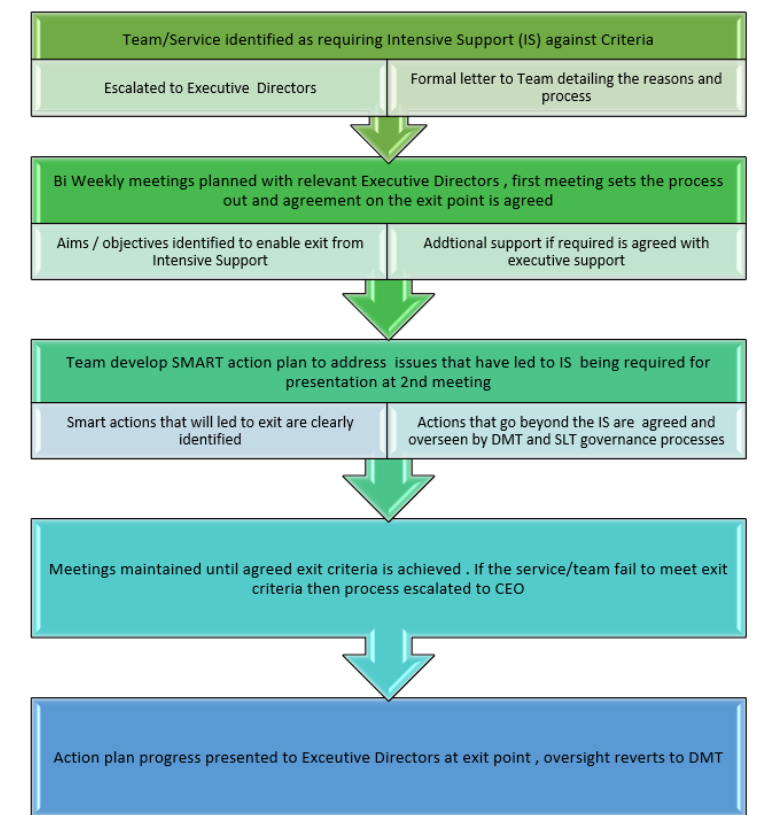 Team/Service identified as requiring Intensive Support (IS) against Criteria
Escalated to Executive Directors
Formal letter to Team detailing the reasons and
process
Bi Weekly meetings planned with relevant Executive Directors , first meeting sets the process
out and agreement on the exit point is agreed
Aims / objectives identified to enable exit from
Intensive Support
Addtional support if required is agreed with
executive support
Team develop SMART action plan to address issues that have led to IS being required for
presentation at 2nd meeting
Smart actions that will led to exit are clearly
identified
Actions that go beyond the IS are agreed and
overseen by DMT and SLT governance processes
Meetings maintained until agreed exit criteria is achieved . If the service/team fail to meet exit
criteria then process escalated to CEO
Action plan progress presented to Exceutive Directors at exit point , oversight reverts to DMT